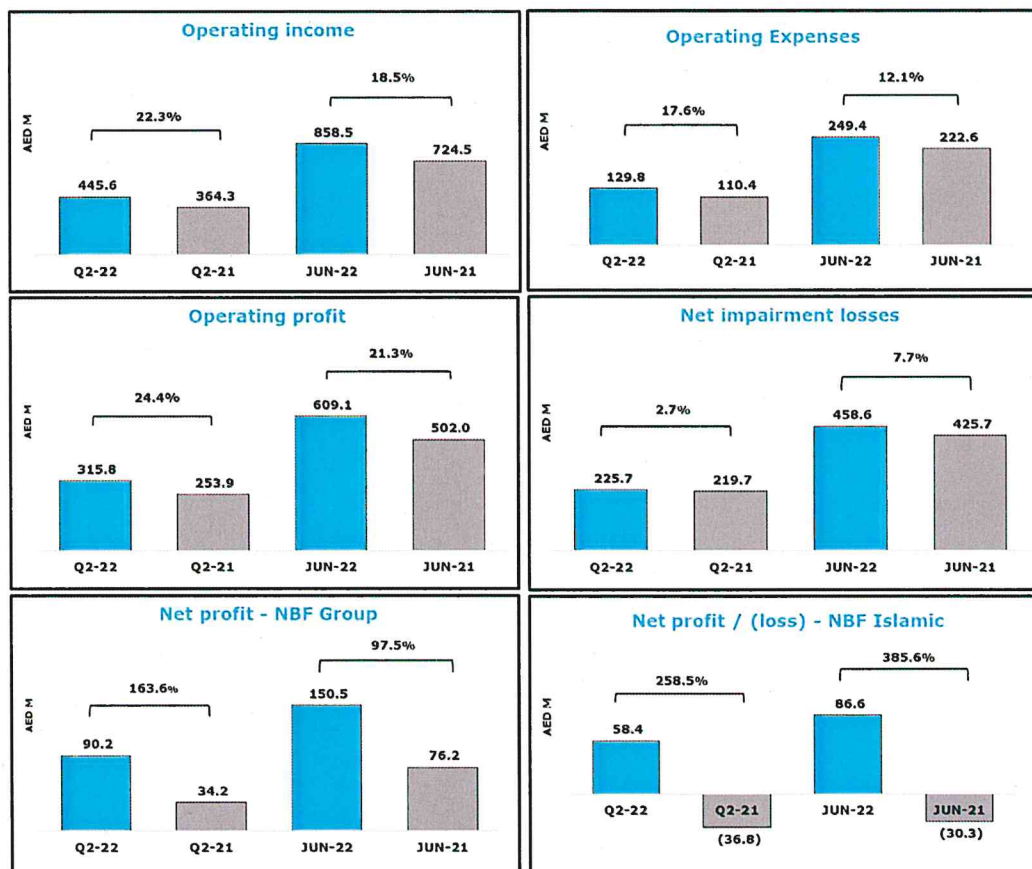 Operating income
AED M
22.3%
18.5%
445.6
364.3
858.5
724.5
Q2-22
Q2-21
JUN-22
JUN-21
Operating Expenses
AED M
17.6%
12.1%
129.8
110.4
249.4
222.6
Q2-22
Q2-21
JUN-22
JUN-21
Operating profit
AED M
24.4%
21.3%
315.8
253.9
609.1
502.0
Q2-22
Q2-21
JUN-22
JUN-21
Net impairment losses
AED M
2.7%
7.7%
225.7
219.7
458.6
425.7
Q2-22
Q2-21
JUN-22
JUN-21
Net profit - NBF Group
AED M
163.6%
97.5%
90.2
34.2
150.5
76.2
Q2-22
Q2-21
JUN-22
JUN-21
Net profit / (loss) - NBF Islamic
AED M
258.5%
385.6%
58.4
86.6
Q2-22
Q2-21
JUN-22
JUN-21
(36.8)
(30.3)